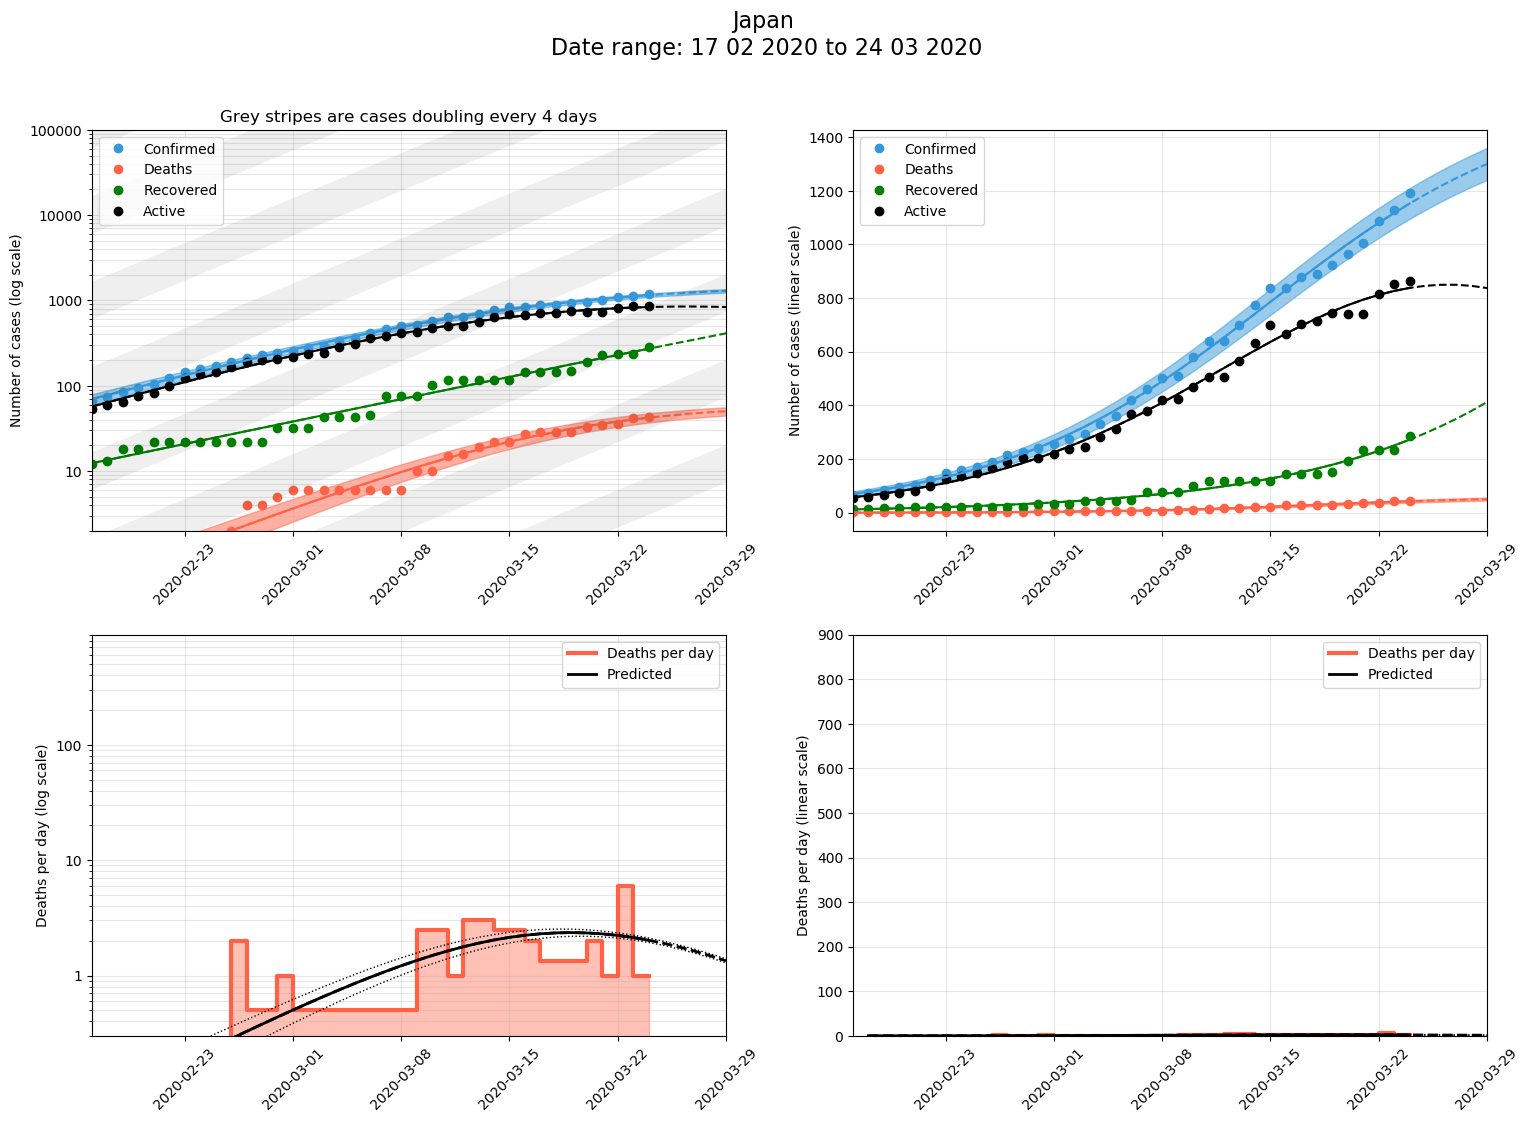 Japan
Date range: 17 02 2020 to 24 03 2020
Grey stripes are cases doubling every 4 days
Number of cases (log scale)
100000
10000
1000
100
10
Confirmed
Deaths
Recovered
Active
2020-02-23
2020-03-01
2020-03-08
2020-03-15
2020-03-22
2020-03-29
Number of cases (linear scale)
1400
1200
1000
800
600
400
200
0
Confirmed
Deaths
Recovered
Active
2020-02-23
2020-03-01
2020-03-08
2020-03-15
2020-03-22
2020-03-29
Deaths per day (log scale)
100
10
1
Deaths per day
Predicted
2020-02-23
2020-03-01
2020-03-08
2020-03-15
2020-03-22
2020-03-29
Deaths per day (linear scale)
900
800
700
600
500
400
300
200
100
0
Deaths per day
Predicted
2020-02-23
2020-03-01
2020-03-08
2020-03-15
2020-03-22
2020-03-29